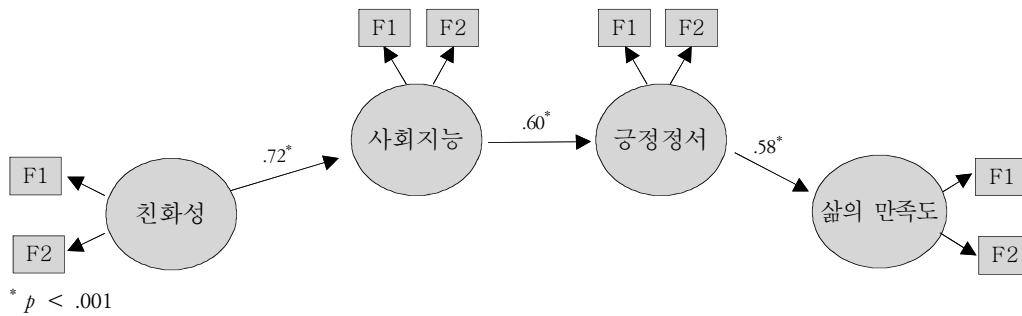 F1 F2 F1 F2
사회지능 .60* 긍정정서
.72* .58*
F1 친화성 삶의 만족도 F1
F2 F2
* p < .001